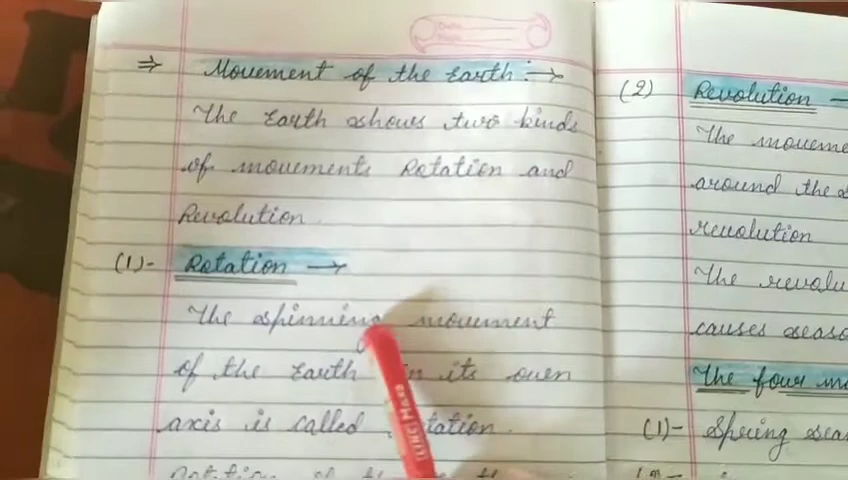 ⇒ Movement of the Earth :→
The Earth shows two kinds
of movements Rotation and
Revolution.
(1)- Rotation →
The spinning movement
of the Earth in its own
axis is called tation.
(2) Revolution
The moveme
around the s
revolution
The revolu
causes seaso
The four
(1)- Spring seas